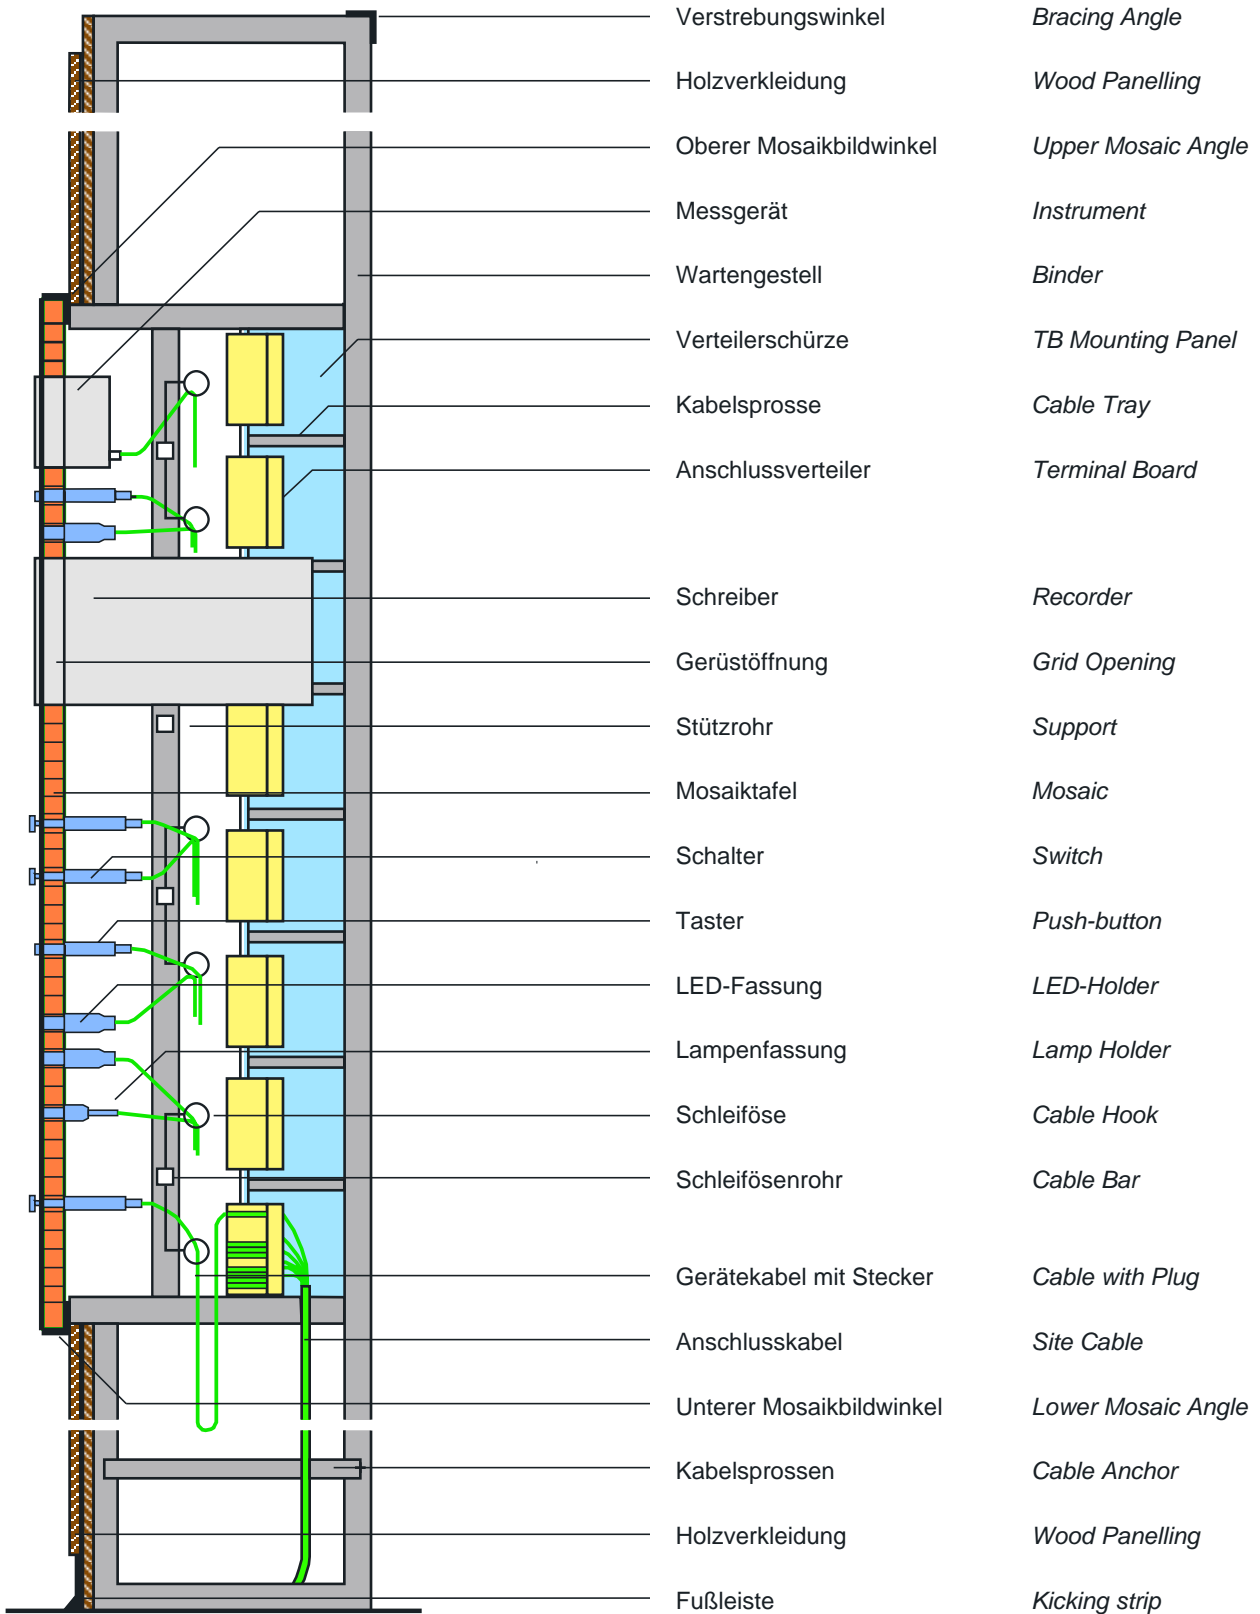 Verstrebungswinkel Bracing Angle
Holzverkleidung Wood Panelling
Oberer Mosaikbildwinkel Upper Mosaic Angle
Messgerät Instrument
Wartengestell Binder
Verteilerschürze TB Mounting Panel
Kabelsprosse Cable Tray
Anschlussverteiler Terminal Board
Schreiber Recorder
Gerüstöffnung Grid Opening
Stützrohr Support
Mosaiktafel Mosaic
Schalter Switch
Taster Push-button
LED-Fassung LED-Holder
Lampenfassung Lamp Holder
Schleiföse Cable Hook
Schleifösenrohr Cable Bar
Gerätekabel mit Stecker Cable with Plug
Anschlusskabel Site Cable
Unterer Mosaikbildwinkel Lower Mosaic Angle
Kabelsprossen Cable Anchor
Holzverkleidung Wood Panelling
Fußleiste Kicking strip